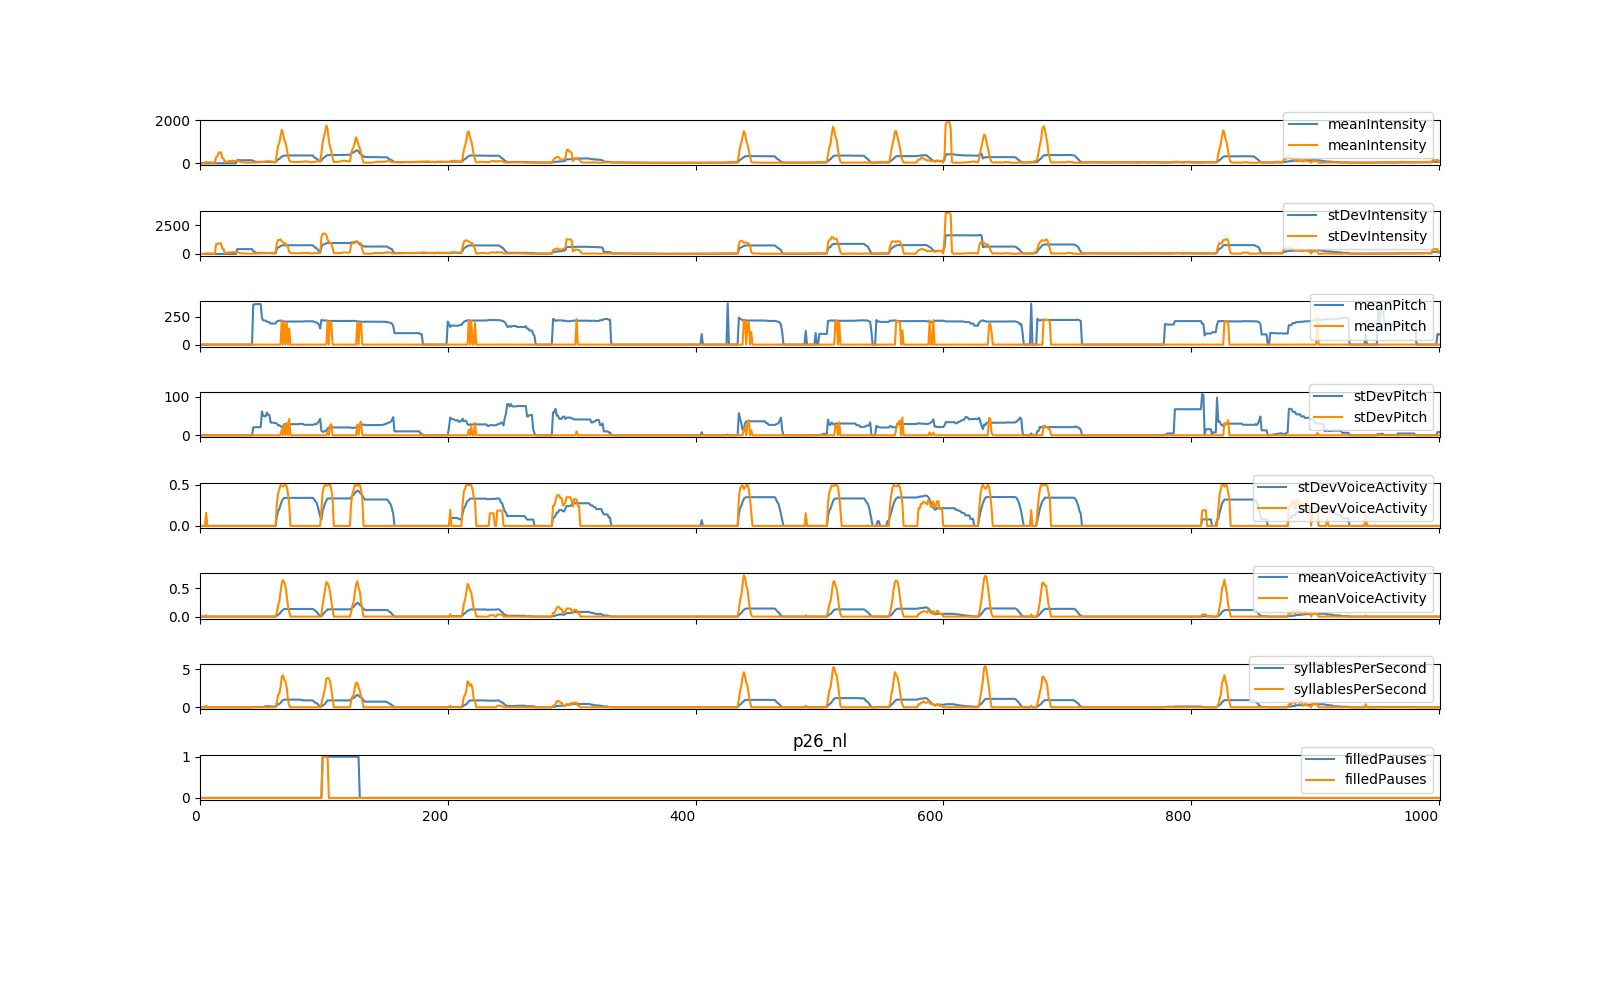 2000
0
meanIntensity
meanIntensity
2500
0
stDevIntensity
stDevIntensity
250
0
meanPitch
meanPitch
100
0
stDevPitch
stDevPitch
0.5
0.0
stDevVoiceActivity
stDevVoiceActivity
0.5
0.0
meanVoiceActivity
meanVoiceActivity
5
0
syllablesPerSecond
syllablesPerSecond
p26_nl
1
0
filledPauses
filledPauses
0 200 400 600 800 1000